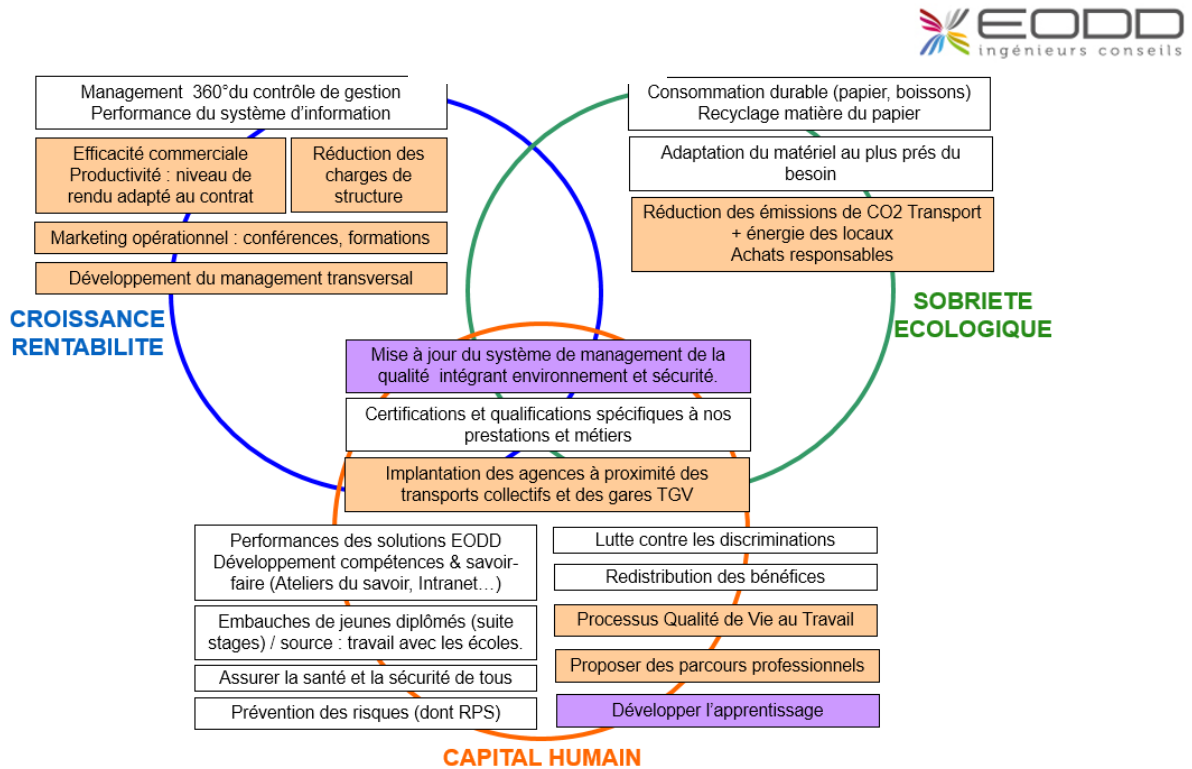 EODD
ingénieurs conseils
Management 360°du contrôle de gestion
Performance du système d'information
Efficacité commerciale
Productivité : niveau de
rendu adapté au contrat
Réduction des
charges de
structure
Marketing opérationnel : conférences, formations
Développement du management transversal
CROISSANCE
RENTABILITE
Consommation durable (papier, boissons)
Recyclage matière du papier
Adaptation du matériel au plus prés du
besoin
Réduction des émissions de CO2 Transport
+ énergie des locaux
Achats responsables
SOBRIETE
ECOLOGIQUE
Mise à jour du système de management de la
qualité intégrant environnement et sécurité.
Certifications et qualifications spécifiques à nos
prestations et métiers
Implantation des agences à proximité des
transports collectifs et des gares TGV
Performances des solutions EODD
Développement compétences & savoir-
faire (Ateliers du savoir, Intranet…)
Embauches de jeunes diplômés (suite
stages) / source : travail avec les écoles.
Assurer la santé et la sécurité de tous
Prévention des risques (dont RPS)
Lutte contre les discriminations
Redistribution des bénéfices
Processus Qualité de Vie au Travail
Proposer des parcours professionnels
Développer l'apprentissage
CAPITAL HUMAIN